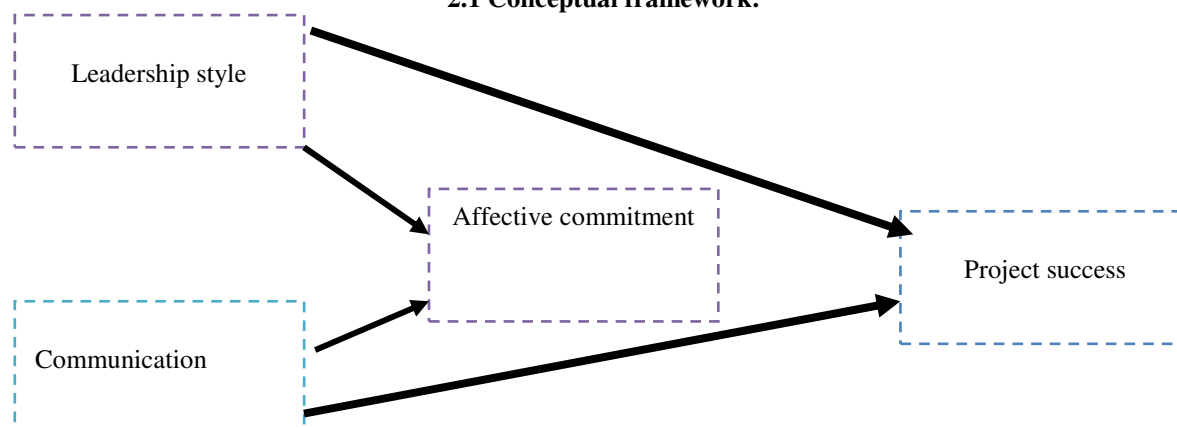 2.1 Conceptual framework.
Leadership style
Affective commitment
Project success
Communication